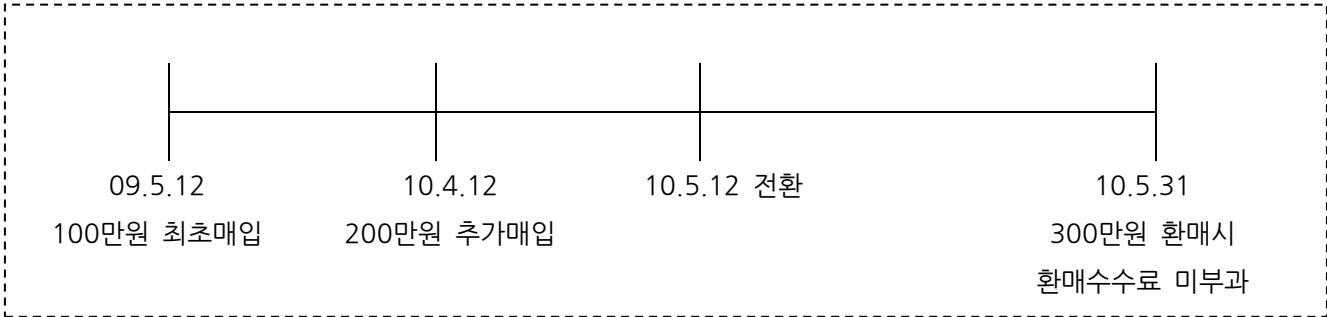 09.5.12 10.4.12 10.5.12 전환 10.5.31
100만원 최초매입 200만원 추가매입 300만원 환매시
환매수수료 미부과